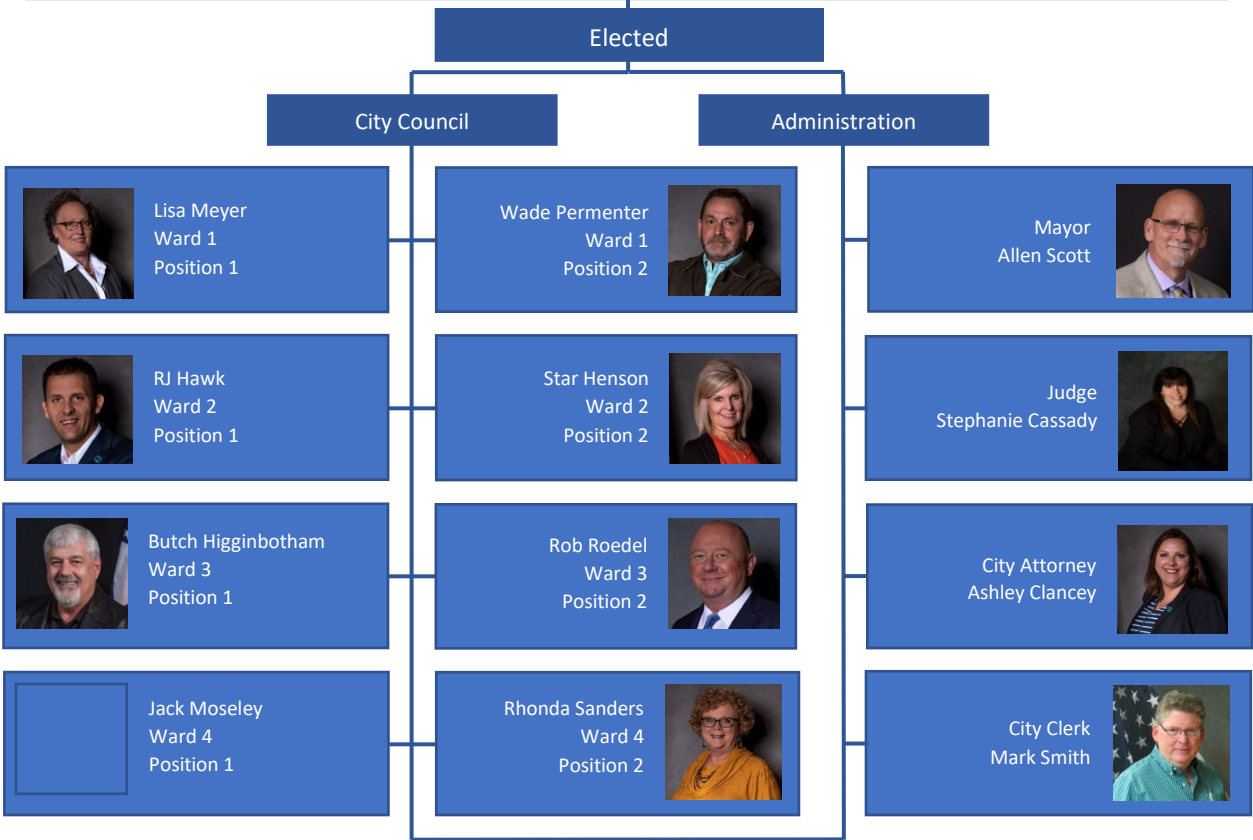 Elected
City Council
Administration
Lisa Meyer
Ward 1
Position 1
Wade Permenter
Ward 1
Position 2
Mayor
Allen Scott
RJ Hawk
Ward 2
Position 1
Star Henson
Ward 2
Position 2
Judge
Stephanie Cassady
Butch Higginbotham
Ward 3
Position 1
Rob Roedel
Ward 3
Position 2
City Attorney
Ashley Clancey
Jack Moseley
Ward 4
Position 1
Rhonda Sanders
Ward 4
Position 2
City Clerk
Mark Smith